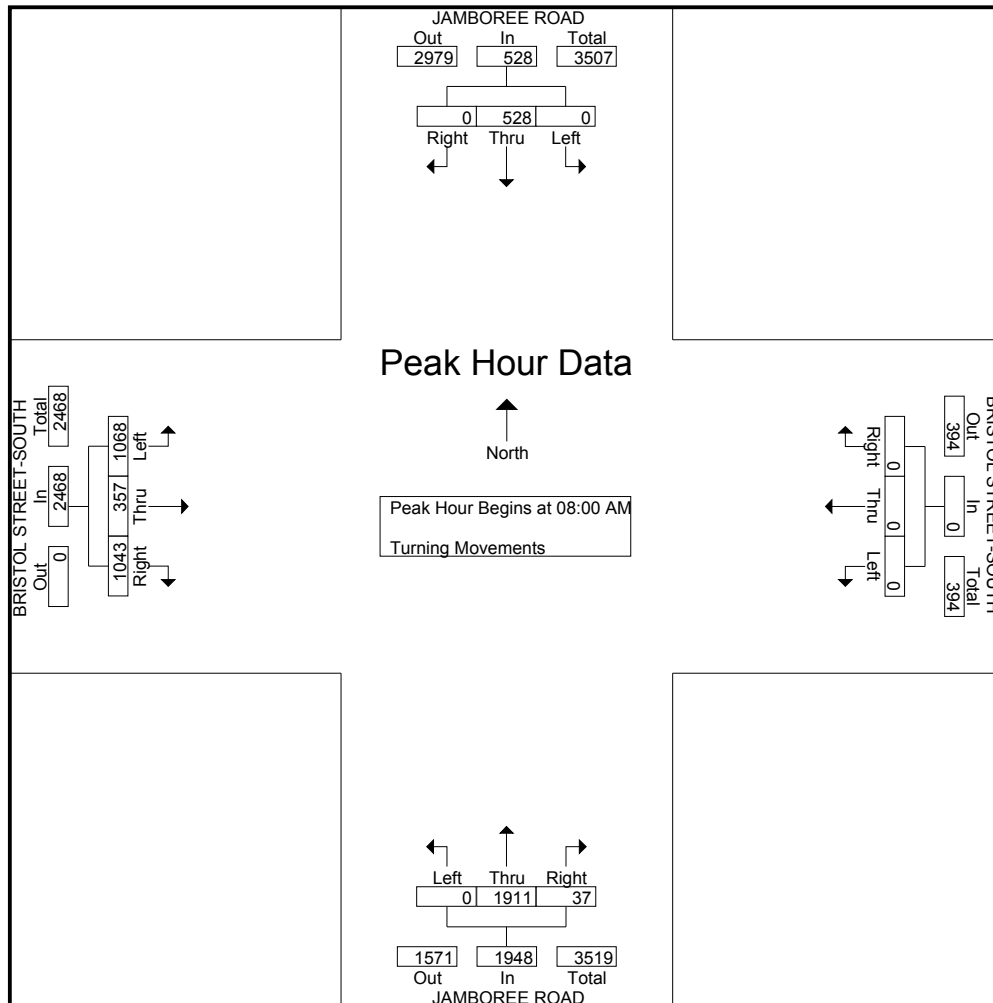 JAMBOREE ROAD
Out In Total
2979 528 3507
0 528 0
Right Thru Left
Peak Hour Data
North
Peak Hour Begins at 08:00 AM
Turning Movements
BRISTOL STREET-SOUTH
Out In Total
0 2468 2468
1043 357 1068
Right Thru Left
BRISTOL STREET-SOUTH
Out In Total
394 0 394
0 0 0
Right Thru Left
Left Thru Right
0 1911 37
1571 1948 3519
Out In Total
JAMBOREE ROAD